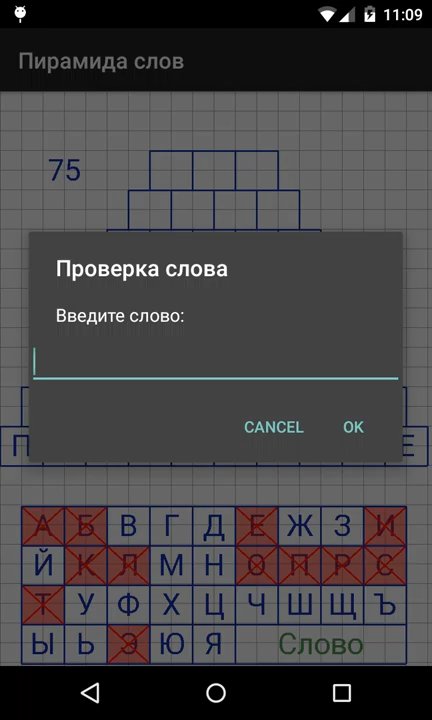 11:09
Пирамида слов
75
Проверка слова
Введите слово:
CANCEL OK
П Е
А Б В Г Д Е Ж З И
Й К Л М Н О П Р С
Т У Ф Х Ц Ч Ш Щ Ъ
Ы Ь Э Ю Я Слово